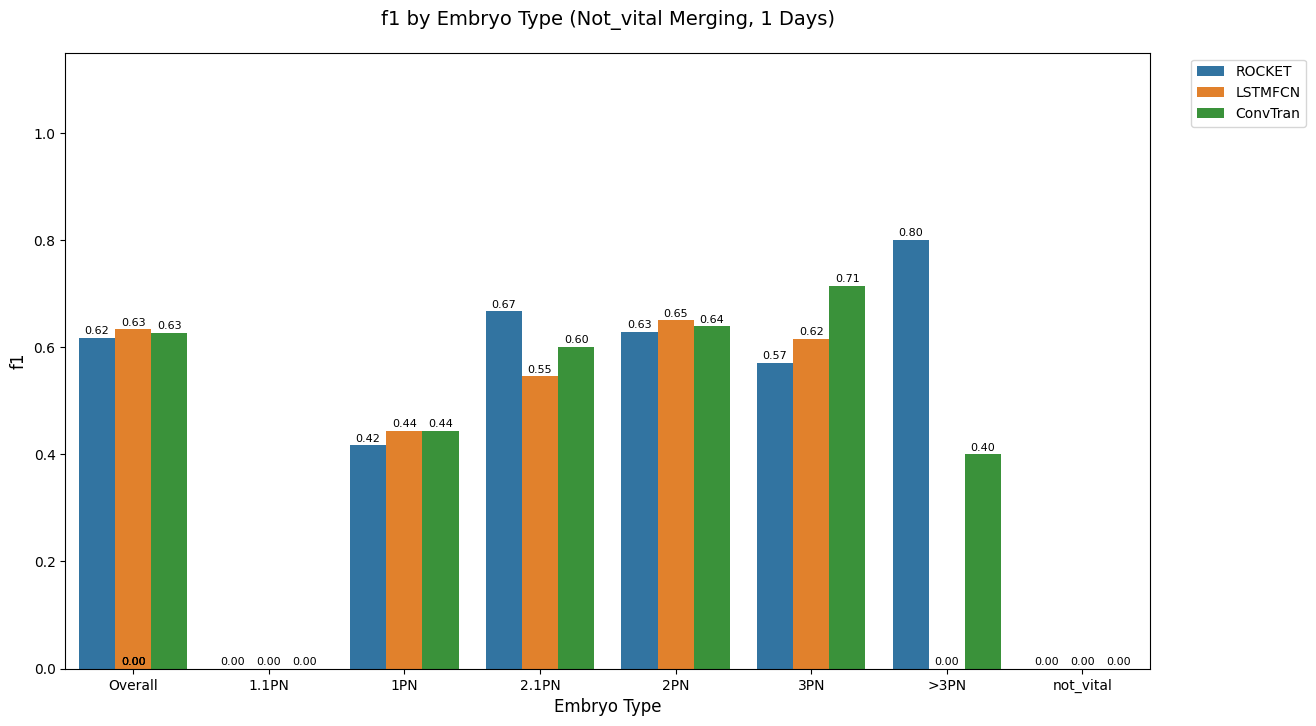 f1 by Embryo Type (Not_vital Merging, 1 Days)
ROCKET
LSTMFCN
ConvTran
f1
1.0
0.8
0.6
0.4
0.2
0.0
0.62
0.63
0.63
0.00
0.00
0.00
0.00
0.42
0.44
0.44
0.67
0.55
0.60
0.63
0.65
0.64
0.57
0.62
0.71
0.80
0.00
0.40
0.00
0.00
0.00
Overall
1.1PN
1PN
2.1PN
2PN
3PN
>3PN
not_vital
Embryo Type